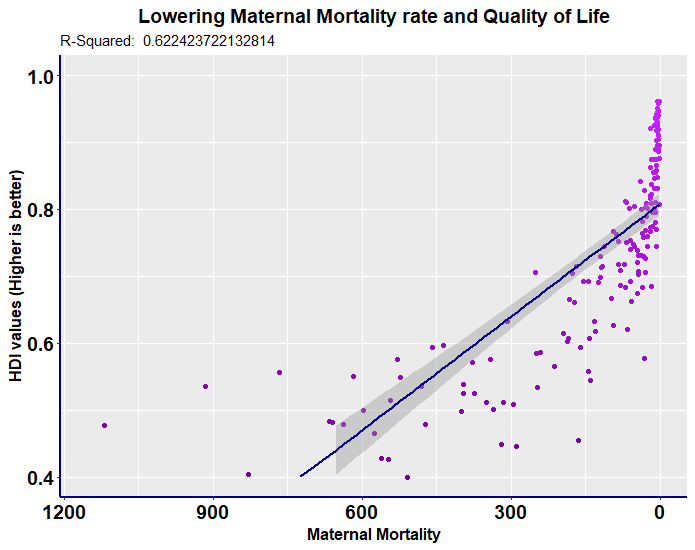 Lowering Maternal Mortality rate and Quality of Life
R-Squared:  0.622423722132814
HDI values (Higher is better)
1.0
0.8
0.6
0.4
1200 900 600 300 0
Maternal Mortality